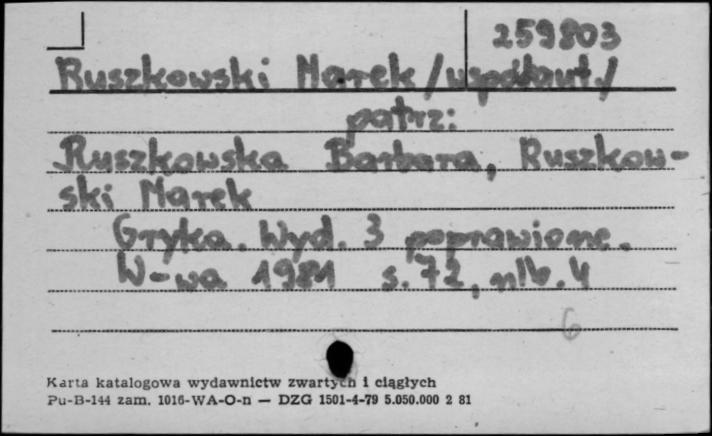 259803
Ruszkowski Marek /współaut./
patrz:
Ruszkowska Barbara, Ruszkow-
ski Marek
Gryka. Wyd. 3 poprawione.
W-wa 1981 s. 72, nlb. 4
6
Karta katalogowa wydawnictw zwartych i ciągłych
Pu-B-144 zam. 1016-WA-O-n — DZG 1501-4-79 5.050.000 2 81